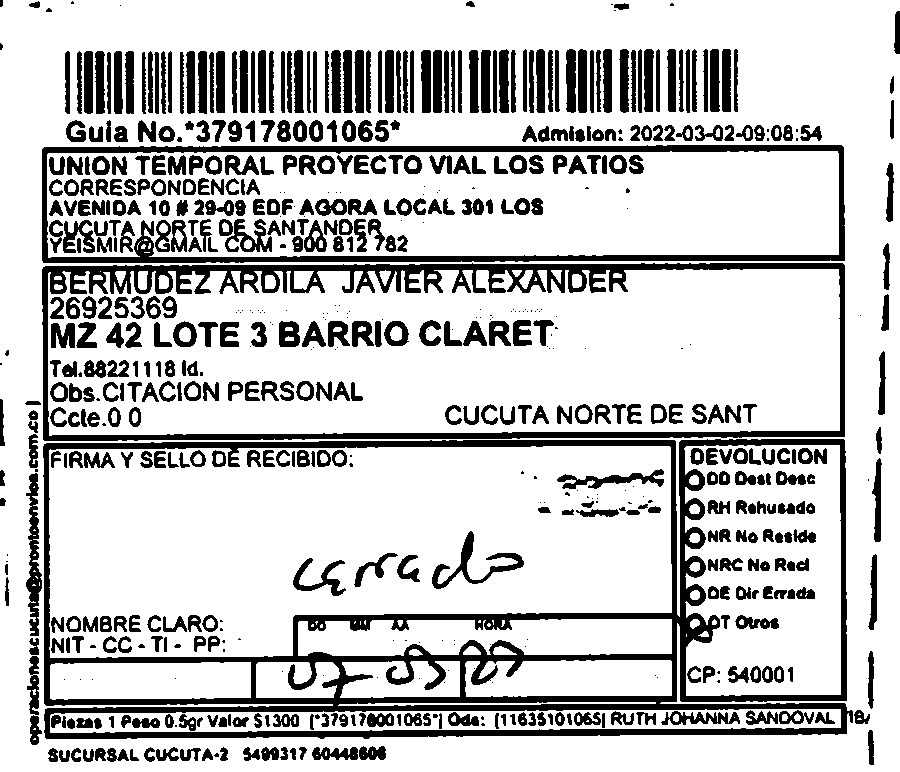 Guia No.*379178001065*
Admision: 2022-03-02-09:08:54
UNION TEMPORAL PROYECTO VIAL LOS PATIOS
CORRESPONDENCIA
AVENIDA 10 # 29-09 EDF AGORA LOCAL 301 LOS
CUCUTA NORTE DE SANTANDER
YEISMIR@GMAIL COM - 900 812 782
BERMUDEZ ARDILA JAVIER ALEXANDER
26925369
MZ 42 LOTE 3 BARRIO CLARET
Tel.88221118 Id.
Obs.CITACION PERSONAL
Ccte.0 0
CUCUTA NORTE DE SANT
operacionescucuta@prontoenvios.com.co |
FIRMA Y SELLO DE RECIBIDO:
cerrado
NOMBRE CLARO:
NIT - CC - TI - PP:
DD MM AA HORA
07-03
DEVOLUCION
DD Dest Desc
RH Rehusado
NR No Reside
NRC No Recl
DE Dir Errada
OT Otros
CP: 540001
Piezas 1 Peso 0.5gr Valor $1300 [*379178001065*] Ods: [11635101065] RUTH JOHANNA SANDOVAL
SUCURSAL CUCUTA-2 5499317 60448606